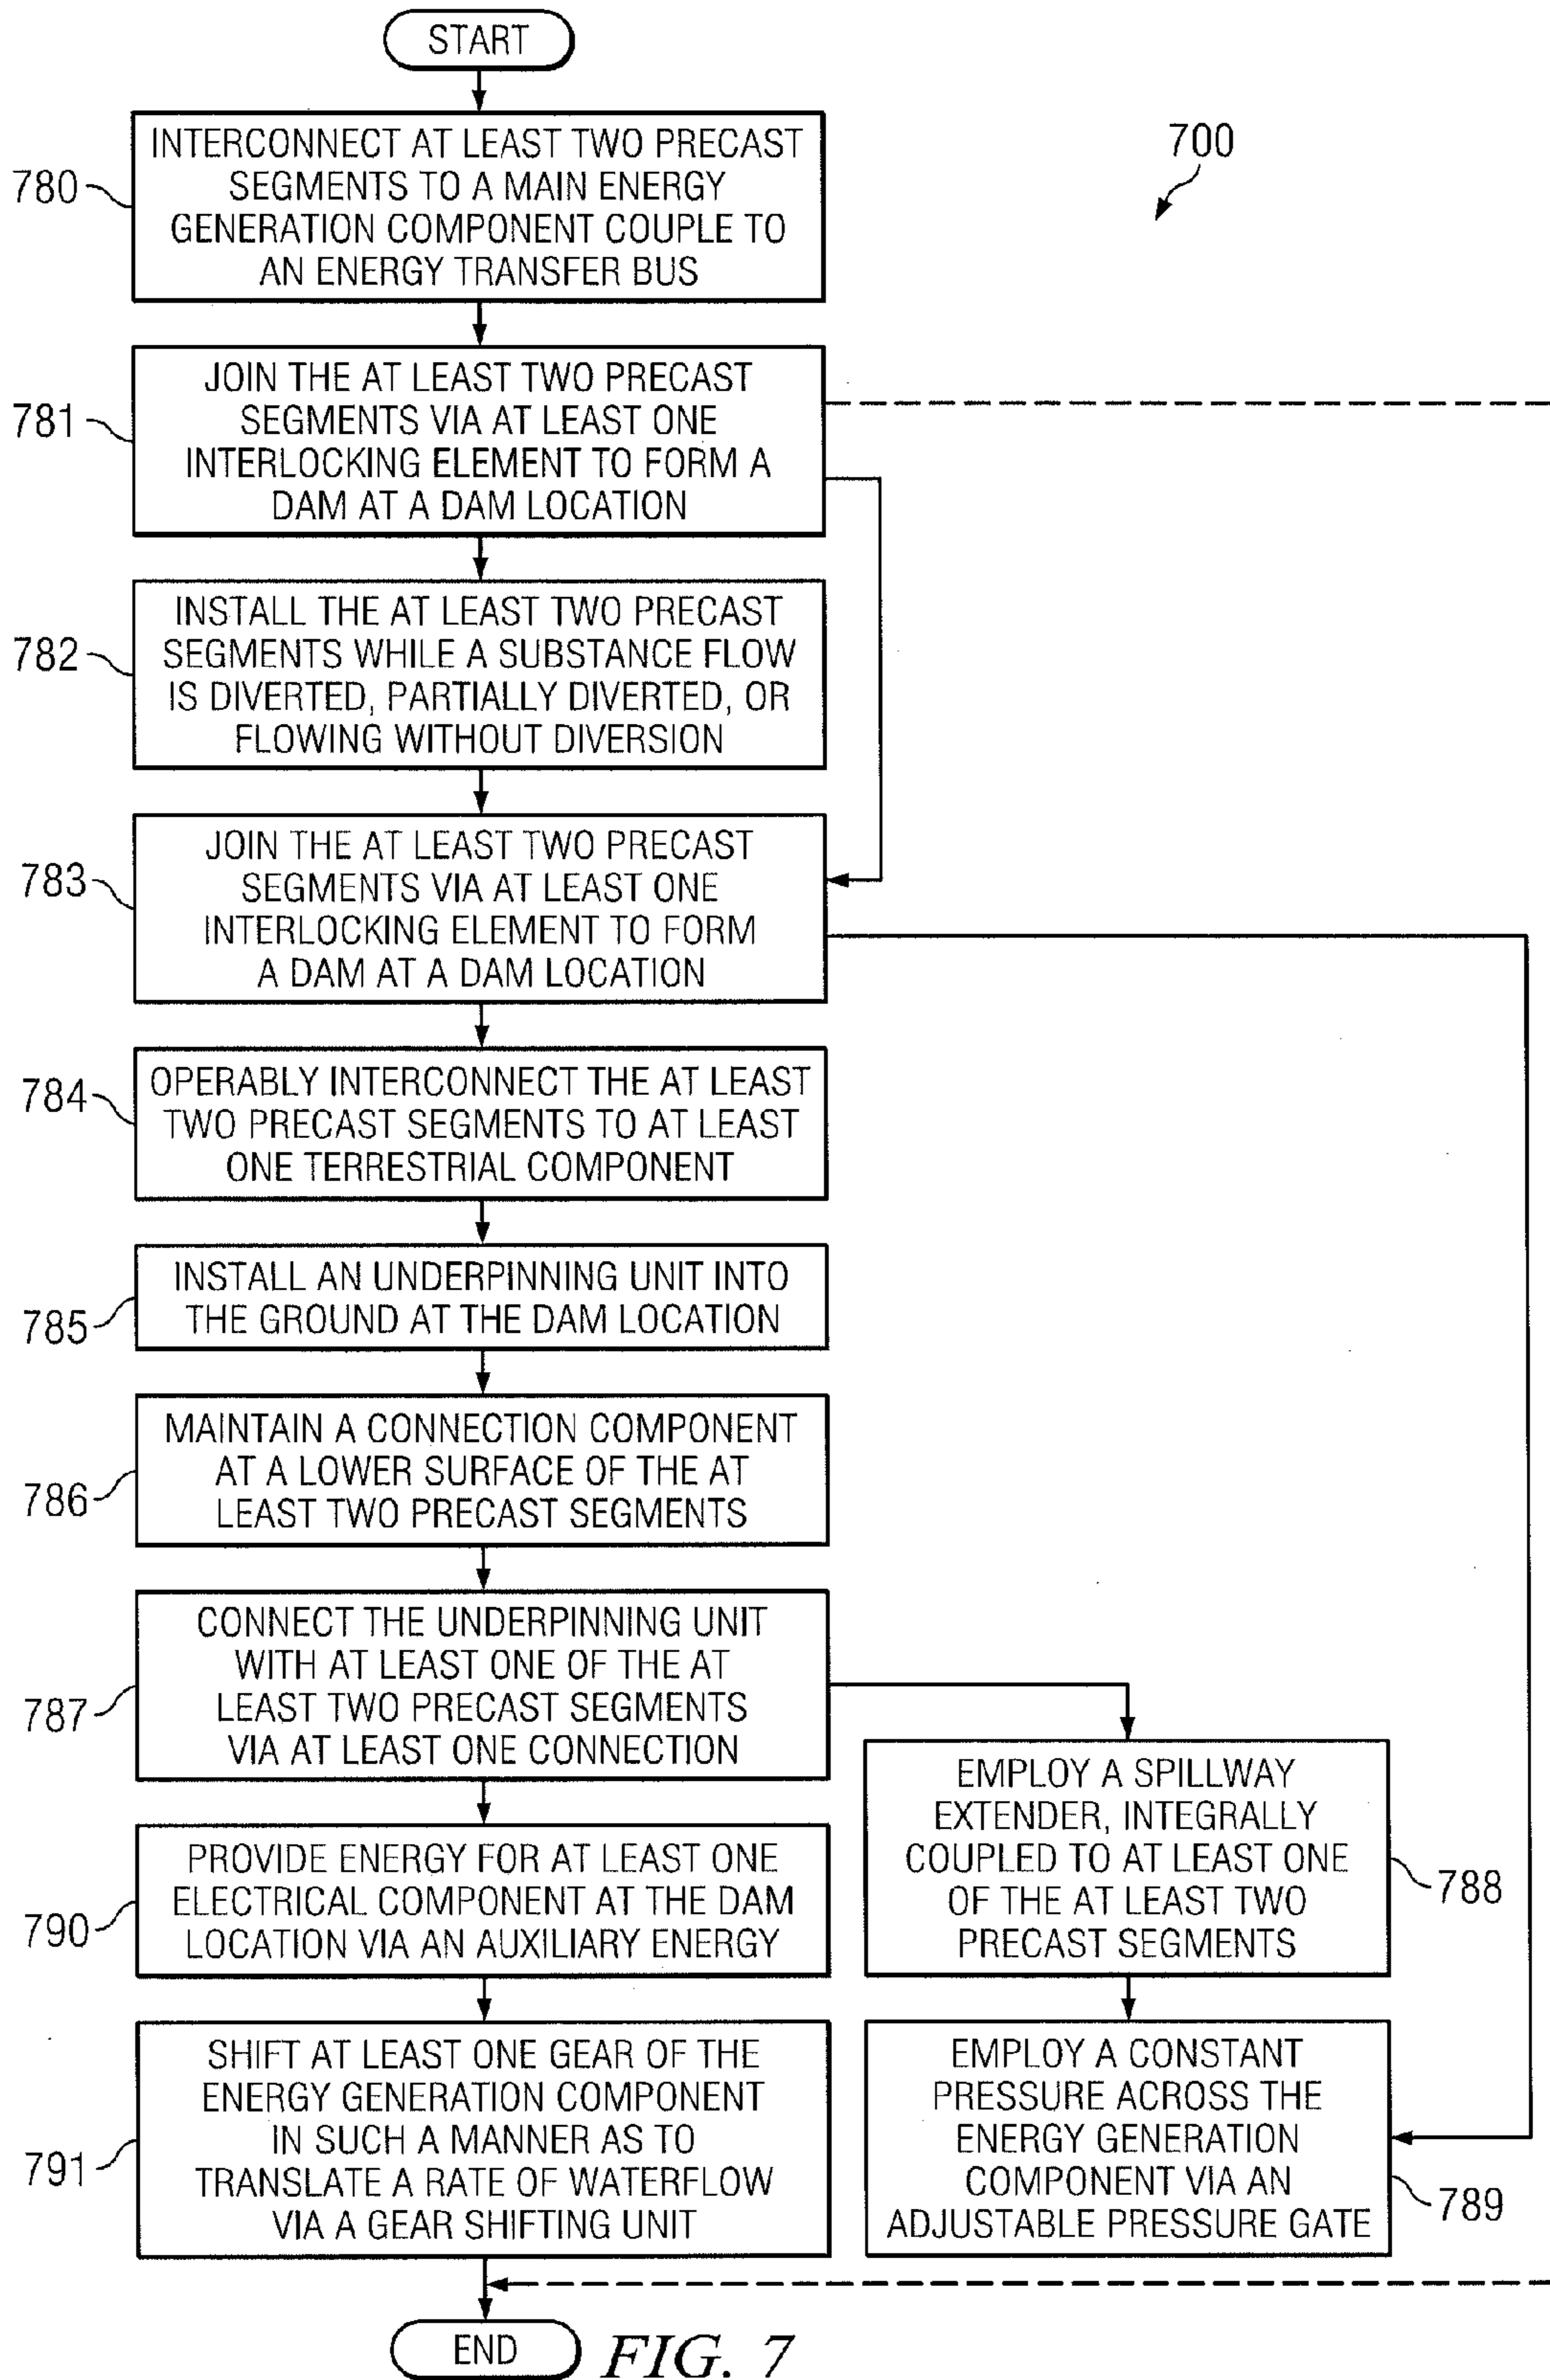 START
700
780
INTERCONNECT AT LEAST TWO PRECAST
SEGMENTS TO A MAIN ENERGY
GENERATION COMPONENT COUPLE TO
AN ENERGY TRANSFER BUS
781
JOIN THE AT LEAST TWO PRECAST
SEGMENTS VIA AT LEAST ONE
INTERLOCKING ELEMENT TO FORM A
DAM AT A DAM LOCATION
782
INSTALL THE AT LEAST TWO PRECAST
SEGMENTS WHILE A SUBSTANCE FLOW
IS DIVERTED, PARTIALLY DIVERTED, OR
FLOWING WITHOUT DIVERSION
783
JOIN THE AT LEAST TWO PRECAST
SEGMENTS VIA AT LEAST ONE
INTERLOCKING ELEMENT TO FORM
A DAM AT A DAM LOCATION
784
OPERABLY INTERCONNECT THE AT LEAST
TWO PRECAST SEGMENTS TO AT LEAST
ONE TERRESTRIAL COMPONENT
785
INSTALL AN UNDERPINNING UNIT INTO
THE GROUND AT THE DAM LOCATION
786
MAINTAIN A CONNECTION COMPONENT
AT A LOWER SURFACE OF THE AT
LEAST TWO PRECAST SEGMENTS
787
CONNECT THE UNDERPINNING UNIT
WITH AT LEAST ONE OF THE AT
LEAST TWO PRECAST SEGMENTS
VIA AT LEAST ONE CONNECTION
EMPLOY A SPILLWAY
EXTENDER, INTEGRALLY
COUPLED TO AT LEAST ONE
OF THE AT LEAST TWO
PRECAST SEGMENTS
788
790
PROVIDE ENERGY FOR AT LEAST ONE
ELECTRICAL COMPONENT AT THE DAM
LOCATION VIA AN AUXILIARY ENERGY
791
SHIFT AT LEAST ONE GEAR OF THE
ENERGY GENERATION COMPONENT
IN SUCH A MANNER AS TO
TRANSLATE A RATE OF WATERFLOW
VIA A GEAR SHIFTING UNIT
EMPLOY A CONSTANT
PRESSURE ACROSS THE
ENERGY GENERATION
COMPONENT VIA AN
ADJUSTABLE PRESSURE GATE
789
END
FIG. 7